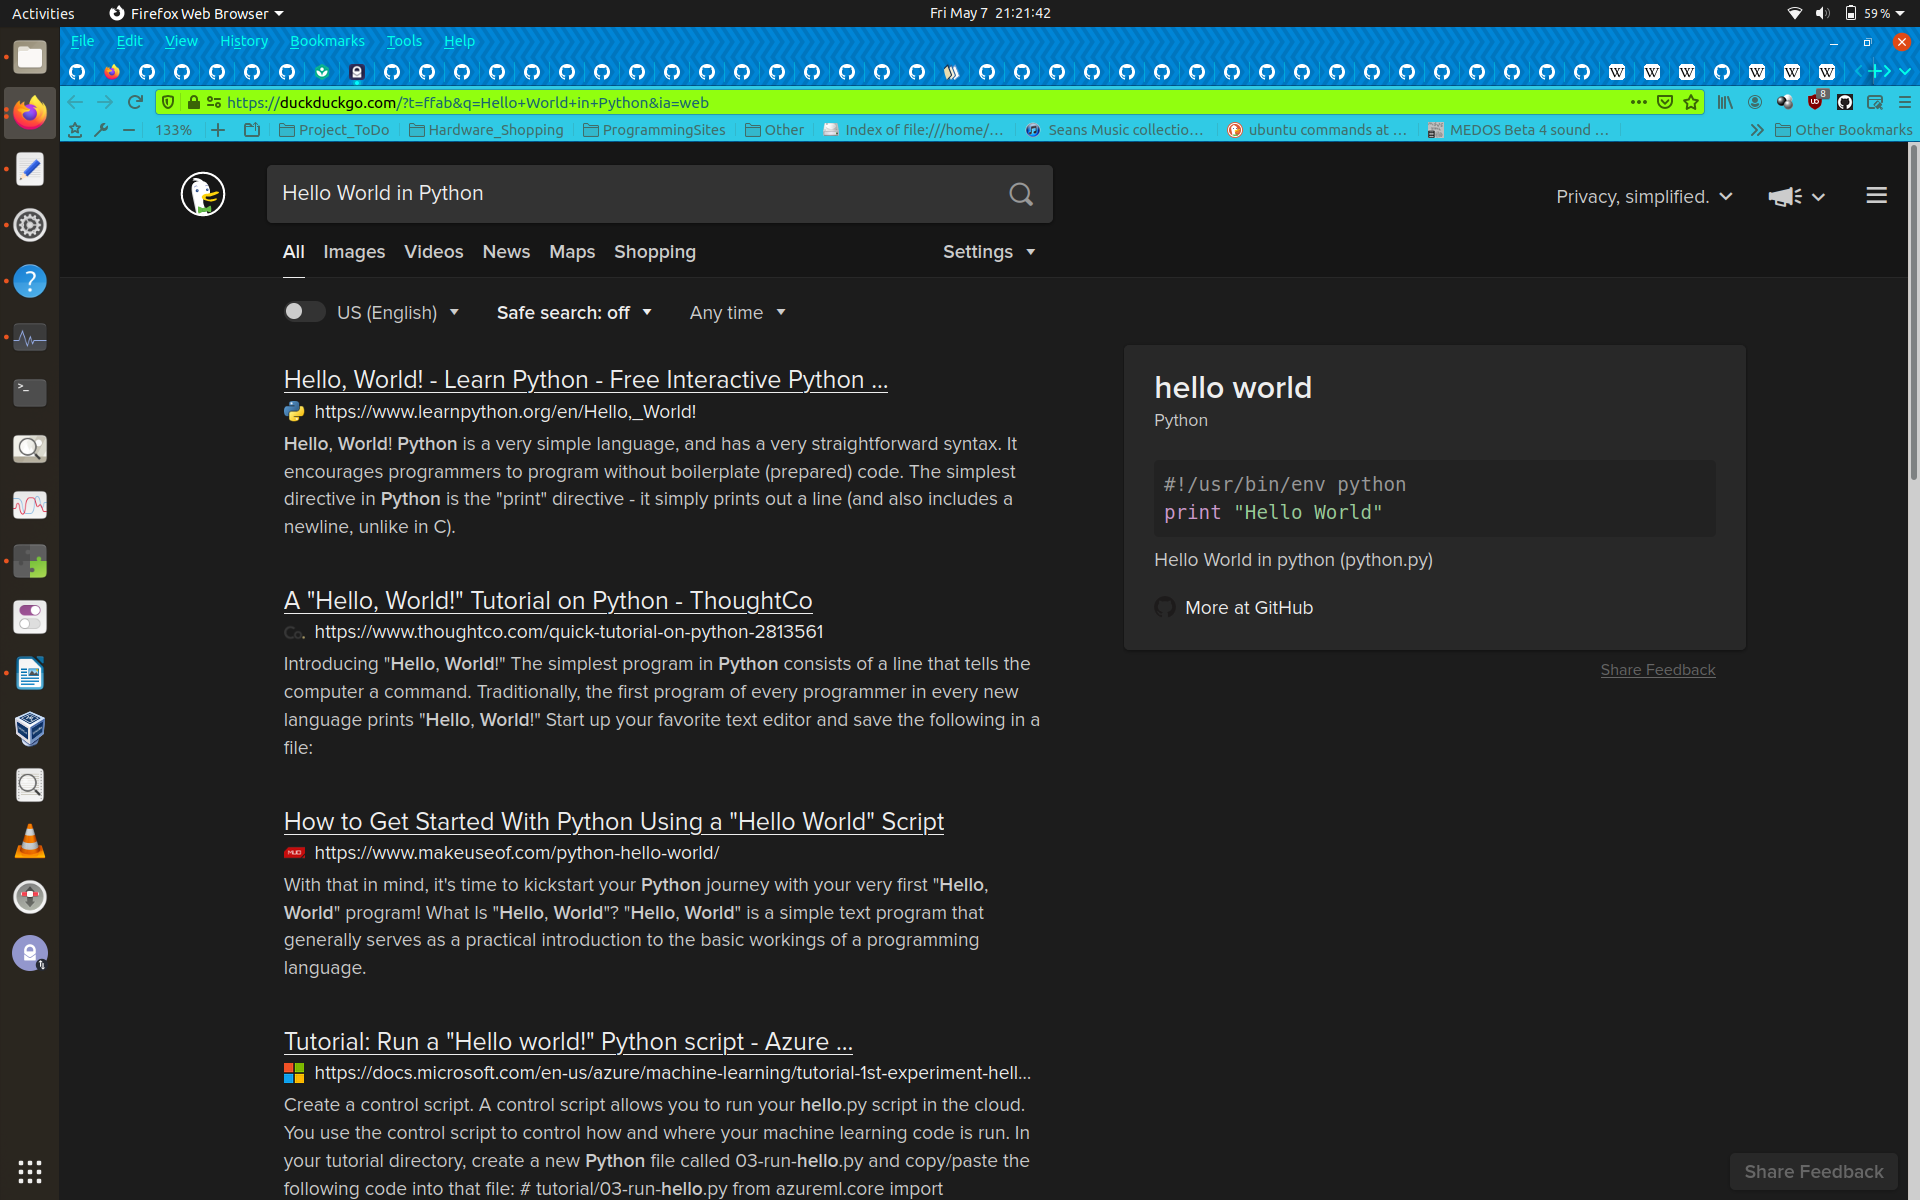 Activities
Firefox Web Browser
Fri May 7 21:21:42
59 %
File Edit View History Bookmarks Tools Help
https://duckduckgo.com/?t=ffab&q=Hello+World+in+Python&ia=web
8
133%
Project_ToDo
Hardware_Shopping
ProgrammingSites
Other
Index of file:///home/...
Seans Music collectio...
ubuntu commands at ...
MEDOS Beta 4 sound ...
Other Bookmarks
Hello World in Python
Privacy, simplified.
All Images Videos News Maps Shopping
Settings
US (English)
Safe search: off
Any time
Hello, World! - Learn Python - Free Interactive Python ...
https://www.learnpython.org/en/Hello,_World!
Hello, World! Python is a very simple language, and has a very straightforward syntax. It
encourages programmers to program without boilerplate (prepared) code. The simplest
directive in Python is the "print" directive - it simply prints out a line (and also includes a
newline, unlike in C).
A "Hello, World!" Tutorial on Python - ThoughtCo
Co.
https://www.thoughtco.com/quick-tutorial-on-python-2813561
Introducing "Hello, World!" The simplest program in Python consists of a line that tells the
computer a command. Traditionally, the first program of every programmer in every new
language prints "Hello, World!" Start up your favorite text editor and save the following in a
file:
How to Get Started With Python Using a "Hello World" Script
MUO
https://www.makeuseof.com/python-hello-world/
With that in mind, it's time to kickstart your Python journey with your very first "Hello,
World" program! What Is "Hello, World"? "Hello, World" is a simple text program that
generally serves as a practical introduction to the basic workings of a programming
language.
Tutorial: Run a "Hello world!" Python script - Azure ...
https://docs.microsoft.com/en-us/azure/machine-learning/tutorial-1st-experiment-hell...
Create a control script. A control script allows you to run your hello.py script in the cloud.
You use the control script to control how and where your machine learning code is run. In
your tutorial directory, create a new Python file called 03-run-hello.py and copy/paste the
following code into that file: # tutorial/03-run-hello.py from azureml.core import
hello world
Python
#!/usr/bin/env python
print "Hello World"
Hello World in python (python.py)
More at GitHub
Share Feedback
Share Feedback